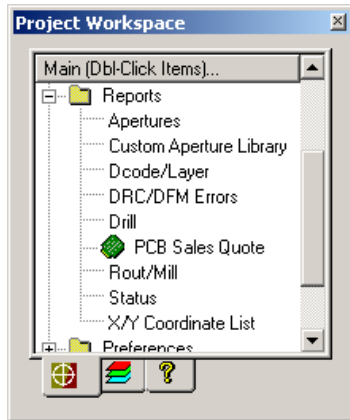 Project Workspace
Main (Dbl-Click Items)...
Reports
Apertures
Custom Aperture Library
Dcode/Layer
DRC/DFM Errors
Drill
PCB Sales Quote
Rout/Mill
Status
X/Y Coordinate List
Preferences
?